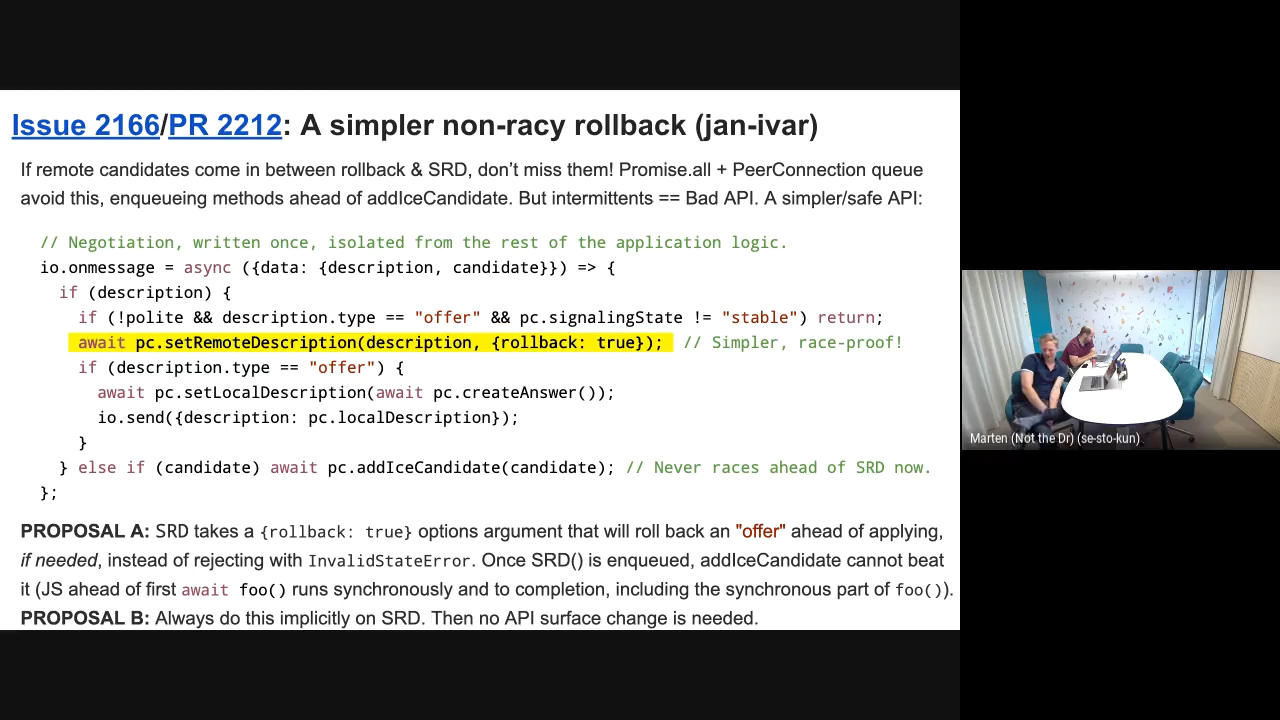 Issue 2166/PR 2212: A simpler non-racy rollback (jan-ivar)
If remote candidates come in between rollback & SRD, don’t miss them! Promise.all + PeerConnection queue
avoid this, enqueueing methods ahead of addIceCandidate. But intermittents == Bad API. A simpler/safe API:
// Negotiation, written once, isolated from the rest of the application logic.
io.onmessage = async ({data: {description, candidate}}) => {
if (description) {
if (!polite && description.type == "offer" && pc.signalingState != "stable") return;
await pc.setRemoteDescription(description, {rollback: true}); // Simpler, race-proof!
if (description.type == "offer") {
await pc.setLocalDescription(await pc.createAnswer());
io.send({description: pc.localDescription});
}
} else if (candidate) await pc.addIceCandidate(candidate); // Never races ahead of SRD now.
};
PROPOSAL A: SRD takes a {rollback: true} options argument that will roll back an "offer" ahead of applying,
if needed, instead of rejecting with InvalidStateError. Once SRD() is enqueued, addIceCandidate cannot beat
it (JS ahead of first await foo() runs synchronously and to completion, including the synchronous part of foo()).
PROPOSAL B: Always do this implicitly on SRD. Then no API surface change is needed.
Marten (Not the Dr) (se-sto-kun)